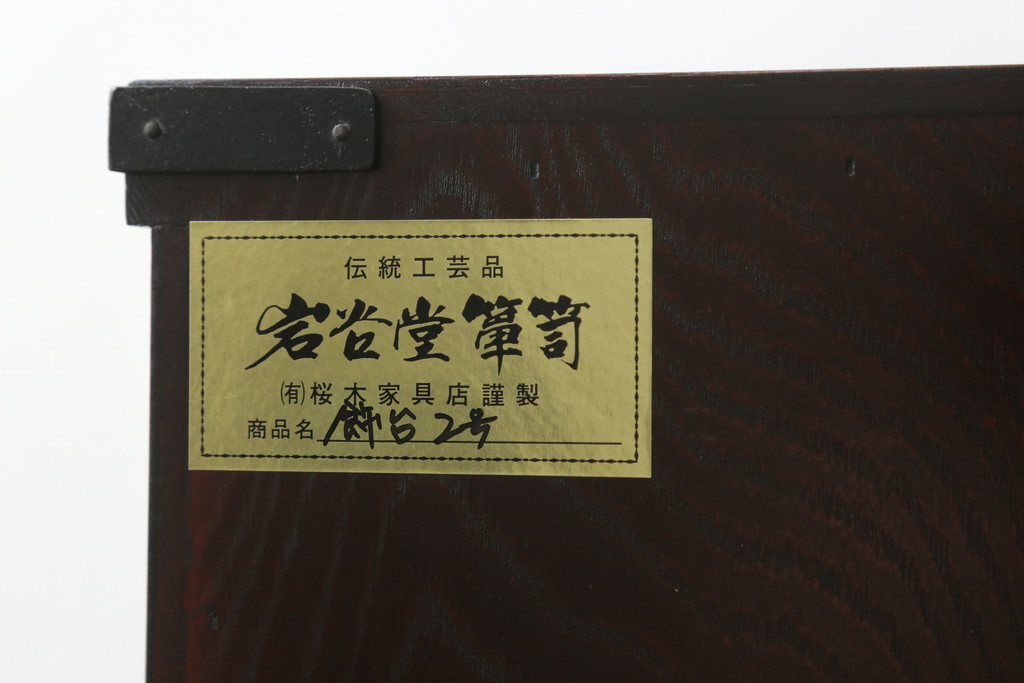 伝統工芸品
岩谷堂箪笥
㈲桜木家具店謹製
商品名 飾台2号